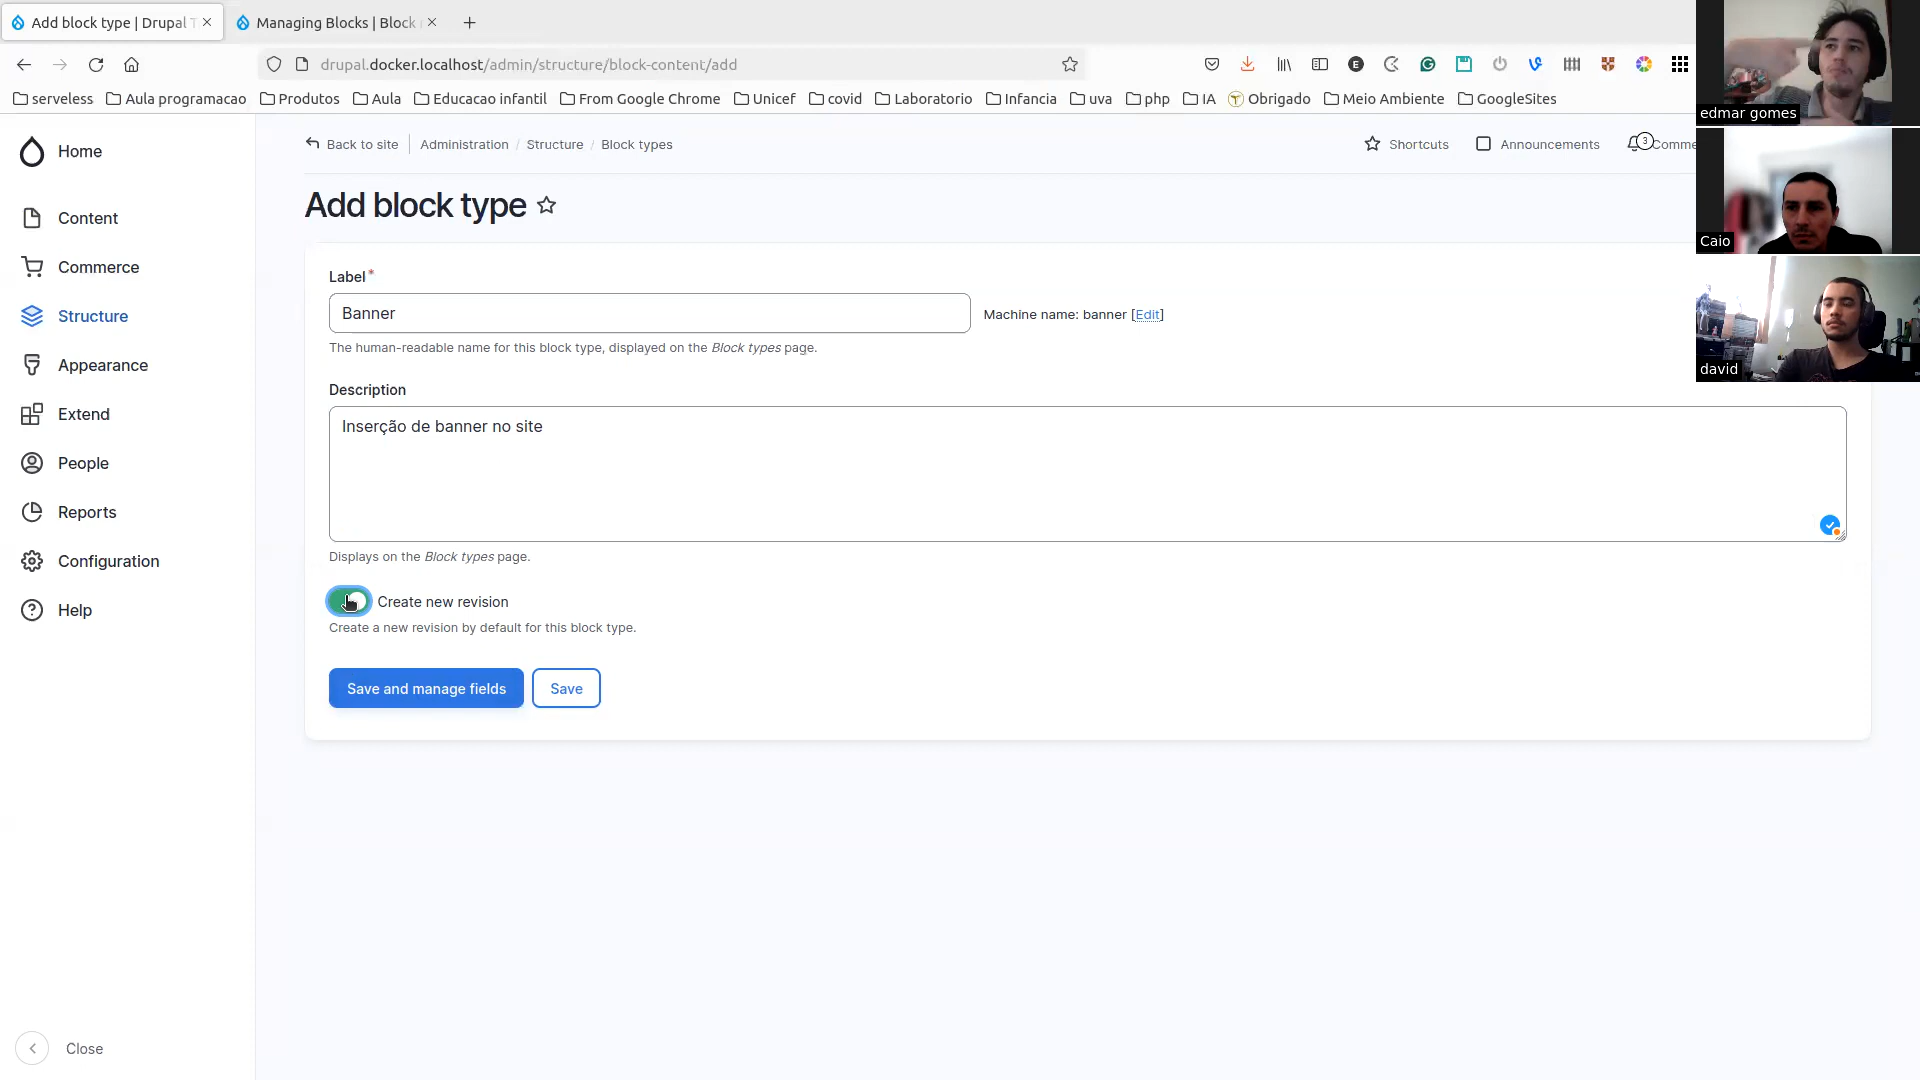 Add block type | Drupal T
Managing Blocks | Block
drupal.docker.localhost/admin/structure/block-content/add
serveless
Aula programacao
Produtos
Aula
Educacao infantil
From Google Chrome
Unicef
covid
Laboratorio
Infancia
uva
php
IA
Obrigado
Meio Ambiente
GoogleSites
Home
Content
Commerce
Structure
Appearance
Extend
People
Reports
Configuration
Help
Close
Back to site
Administration / Structure / Block types
Shortcuts
Announcements
3
Comme
Add block type
Label*
Banner
Machine name: banner [Edit]
The human-readable name for this block type, displayed on the Block types page.
Description
Inserção de banner no site
Displays on the Block types page.
Create new revision
Create a new revision by default for this block type.
Save and manage fields
Save
edmar gomes
Caio
david